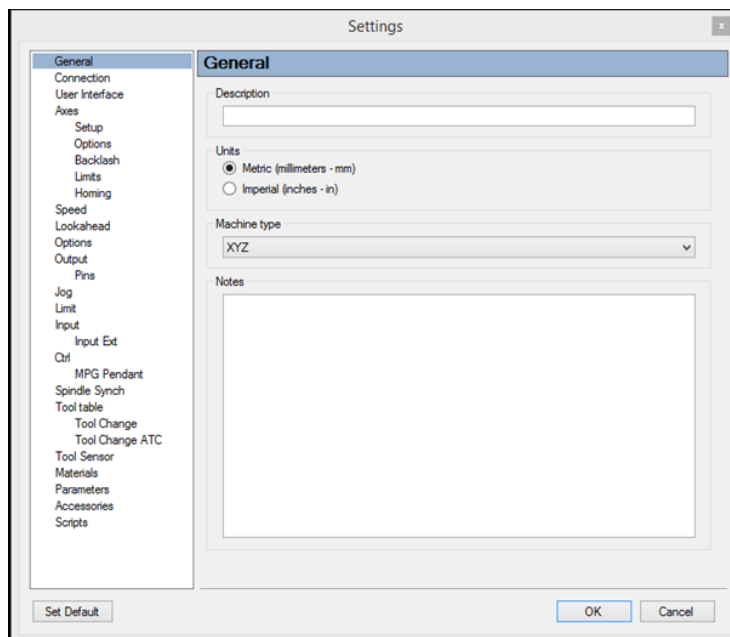 Settings
x
General
Connection
User Interface
Axes
Setup
Options
Backlash
Limits
Homing
Speed
Lookahead
Options
Output
Pins
Jog
Limit
Input
Input Ext
Ctrl
MPG Pendant
Spindle Synch
Tool table
Tool Change
Tool Change ATC
Tool Sensor
Materials
Parameters
Accessories
Scripts
General
Description
Units
Metric (millimeters - mm)
Imperial (inches - in)
Machine type
XYZ
Notes
Set Default
OK
Cancel